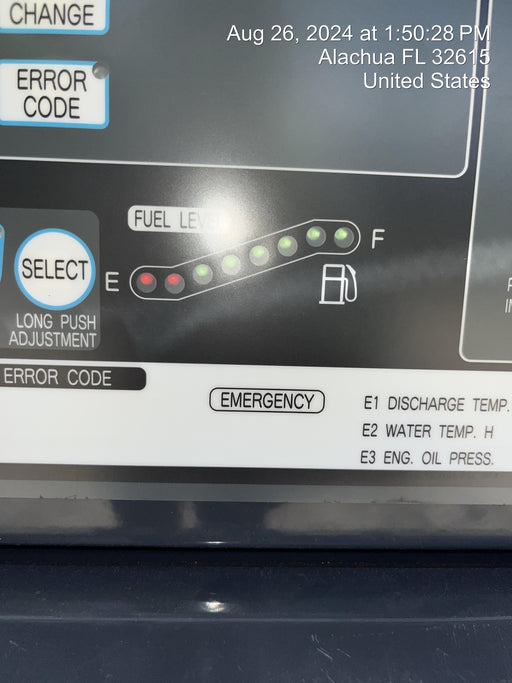 Aug 26, 2024 at 1:50:28 PM
Alachua FL 32615
United States
CHANGE
ERROR
CODE
FUEL LEVEL
SELECT
E
F
LONG PUSH
ADJUSTMENT
ERROR CODE
EMERGENCY
E1 DISCHARGE TEMP.
E2 WATER TEMP. H
E3 ENG. OIL PRESS.